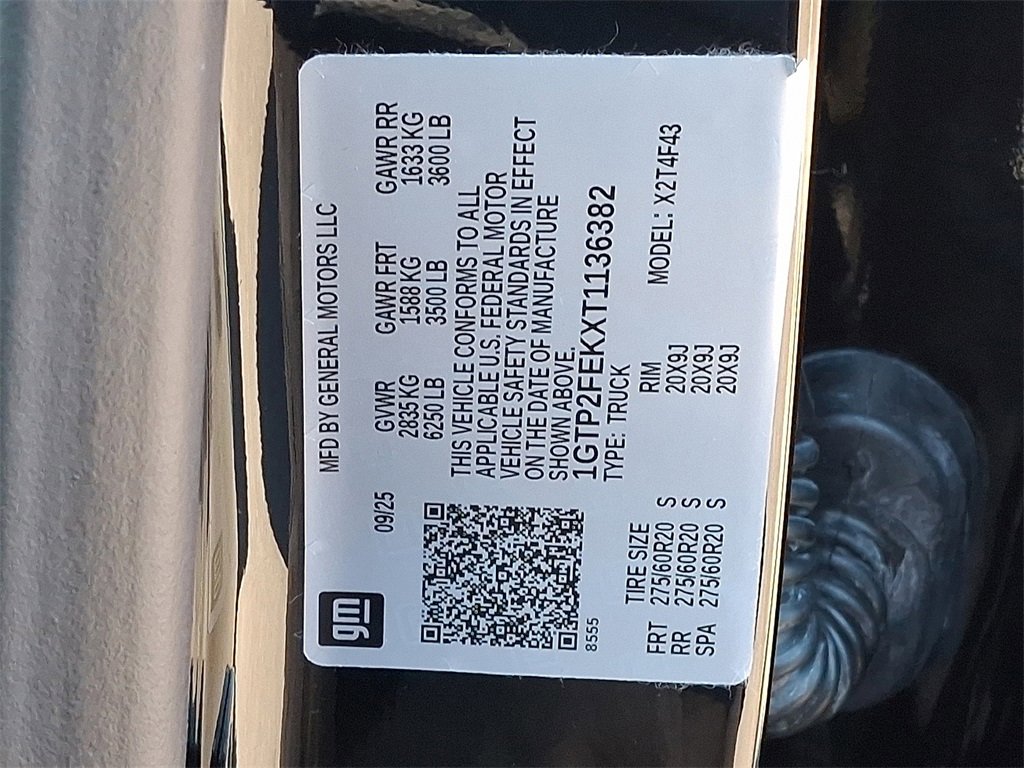 gm
MFD BY GENERAL MOTORS LLC
09/25 GVWR GAWR FRT GAWR RR
2835 KG 1588 KG 1633 KG
6250 LB 3500 LB 3600 LB
THIS VEHICLE CONFORMS TO ALL
APPLICABLE U.S. FEDERAL MOTOR
VEHICLE SAFETY STANDARDS IN EFFECT
ON THE DATE OF MANUFACTURE
SHOWN ABOVE.
1GTP2FEKXT1136382
8555 TYPE: TRUCK
TIRE SIZE RIM MODEL: X2T4F43
FRT 275/60R20 S 20X9J
RR 275/60R20 S 20X9J
SPA 275/60R20 S 20X9J